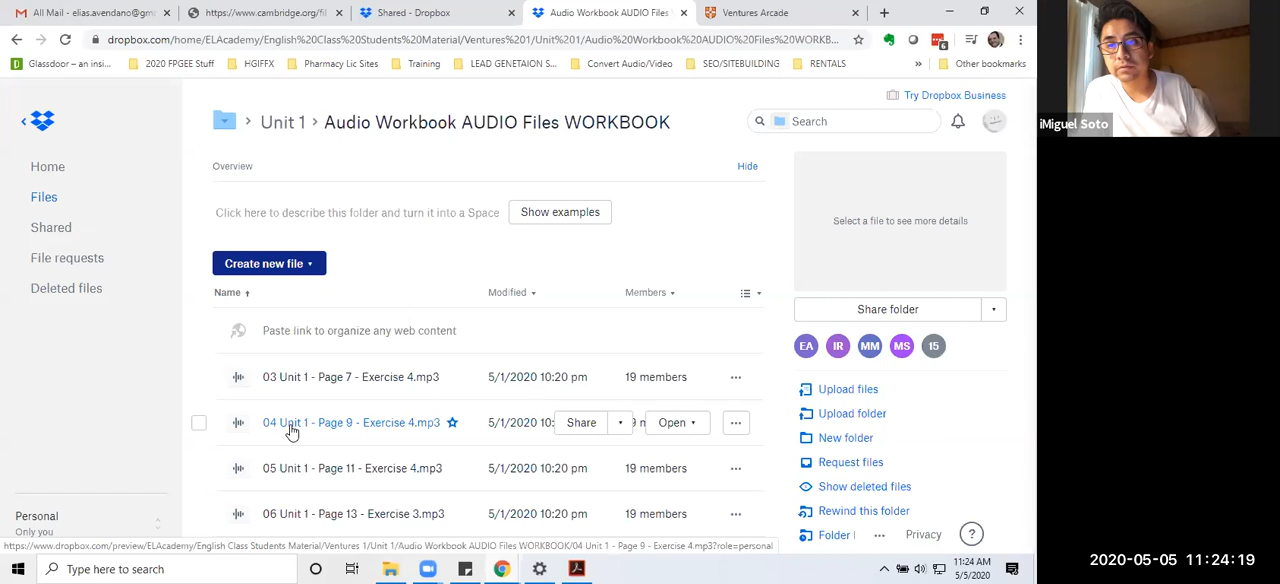 All Mail - elias.avendano@gm
https://www.cambridge.org/fil
Shared - Dropbox
Audio Workbook AUDIO Files
Ventures Arcade
dropbox.com/home/ELAcademy/English%20Class%20Students%20Material/Ventures%201/Unit%201/Audio%20Workbook%20AUDIO%20Files%20WORKB...
6
Glassdoor – an insi...
2020 FPGEE Stuff
HGIFFX
Pharmacy Lic Sites
Training
LEAD GENETAION S...
Convert Audio/Video
SEO/SITEBUILDING
RENTALS
»
Other bookmarks
Try Dropbox Business
Unit 1 › Audio Workbook AUDIO Files WORKBOOK
Search
iMiguel Soto
Home
Files
Shared
File requests
Deleted files
Overview
Hide
Click here to describe this folder and turn it into a Space
Show examples
Select a file to see more details
Create new file
Name ↑
Modified
Members
Paste link to organize any web content
03 Unit 1 - Page 7 - Exercise 4.mp3 5/1/2020 10:20 pm 19 members ...
04 Unit 1 - Page 9 - Exercise 4.mp3 5/1/2020 10: Share 9 m Open ...
05 Unit 1 - Page 11 - Exercise 4.mp3 5/1/2020 10:20 pm 19 members ...
06 Unit 1 - Page 13 - Exercise 3.mp3 5/1/2020 10:20 pm 19 members ...
Share folder
EA IR MM MS 15
Upload files
Upload folder
New folder
Request files
Show deleted files
Rewind this folder
Folder
...
Privacy
?
Personal
Only you
https://www.dropbox.com/preview/ELAcademy/English Class Students Material/Ventures 1/Unit 1/Audio Workbook AUDIO Files WORKBOOK/04 Unit 1 - Page 9 - Exercise 4.mp3?role=personal
Type here to search
11:24 AM
5/5/2020
2020-05-05 11:24:19